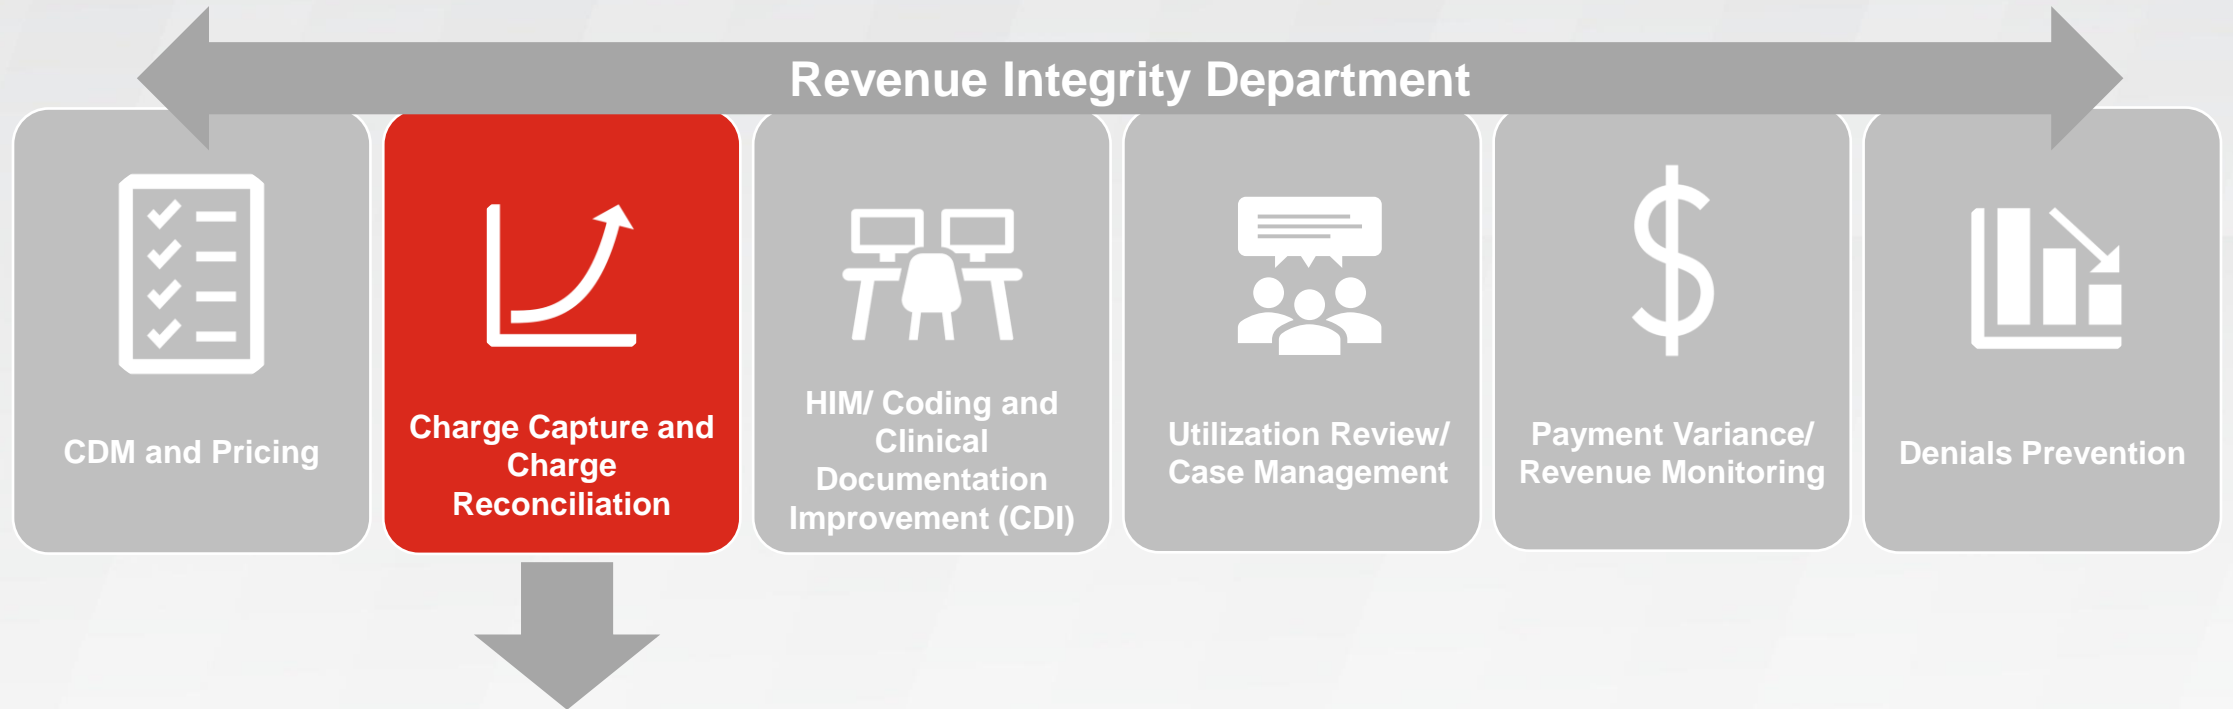 Revenue Integrity Department
CDM and Pricing
Charge Capture and
Charge
Reconciliation
HIM/ Coding and
Clinical
Documentation
Improvement (CDI)
Utilization Review/
Case Management
Payment Variance/
Revenue Monitoring
Denials Prevention